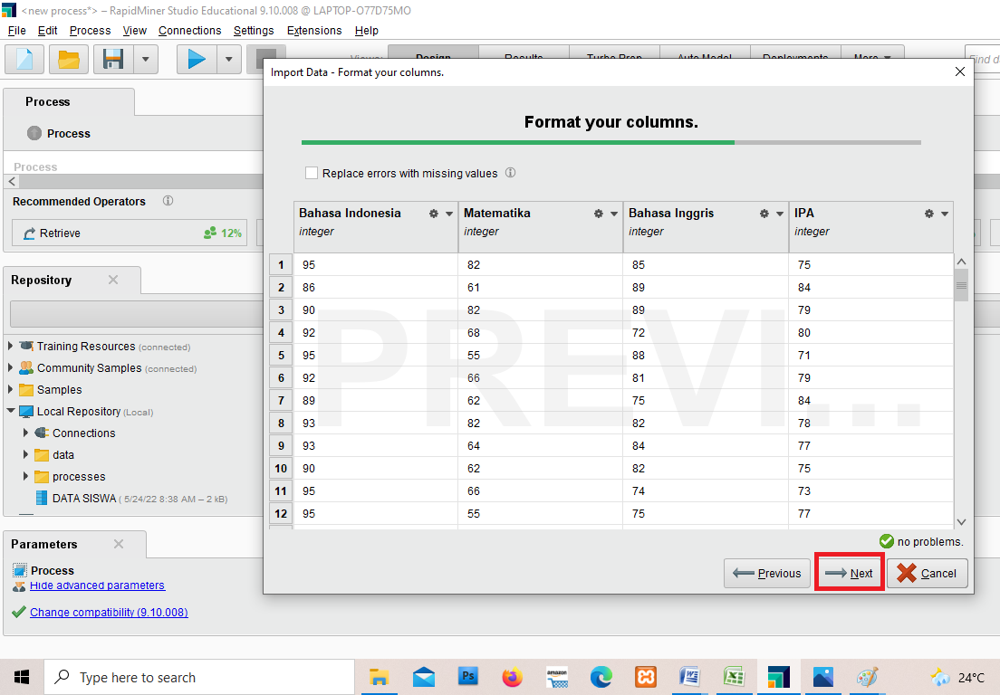 <new process*> – RapidMiner Studio Educational 9.10.008 @ LAPTOP-O77D75MO
File Edit Process View Connections Settings Extensions Help
Views: Design Results Turbo Prep Auto Model Deployments More Find d
Import Data - Format your columns.
Process
Format your columns.
Process
Process
Replace errors with missing values
Recommended Operators
Retrieve 12%
Bahasa Indonesia Matematika Bahasa Inggris IPA
integer integer integer integer
1 95 82 85 75
2 86 61 89 84
3 90 82 89 79
4 92 68 72 80
5 95 55 88 71
6 92 66 81 79
7 89 62 75 84
8 93 82 82 78
9 93 64 84 77
10 90 62 82 75
11 95 66 74 73
12 95 55 75 77
PREVI...
no problems.
Previous Next Cancel
Repository
Training Resources (connected)
Community Samples (connected)
Samples
Local Repository (Local)
Connections
data
processes
DATA SISWA ( 5/24/22 8:38 AM – 2 kB)
Parameters
Process
Hide advanced parameters
Change compatibility (9.10.008)
Type here to search
Ps
amazon
24°C